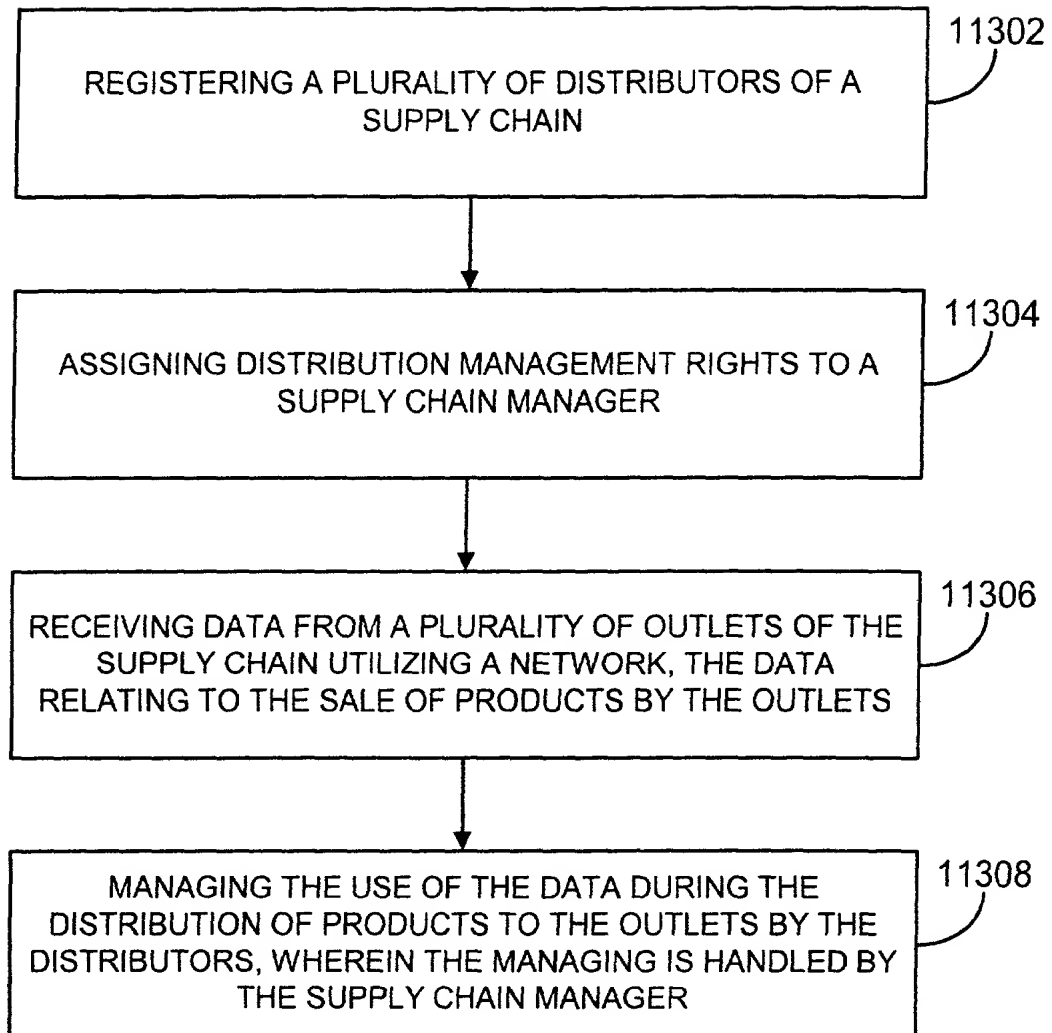 11302
REGISTERING A PLURALITY OF DISTRIBUTORS OF A
SUPPLY CHAIN
11304
ASSIGNING DISTRIBUTION MANAGEMENT RIGHTS TO A
SUPPLY CHAIN MANAGER
11306
RECEIVING DATA FROM A PLURALITY OF OUTLETS OF THE
SUPPLY CHAIN UTILIZING A NETWORK, THE DATA
RELATING TO THE SALE OF PRODUCTS BY THE OUTLETS
11308
MANAGING THE USE OF THE DATA DURING THE
DISTRIBUTION OF PRODUCTS TO THE OUTLETS BY THE
DISTRIBUTORS, WHEREIN THE MANAGING IS HANDLED BY
THE SUPPLY CHAIN MANAGER